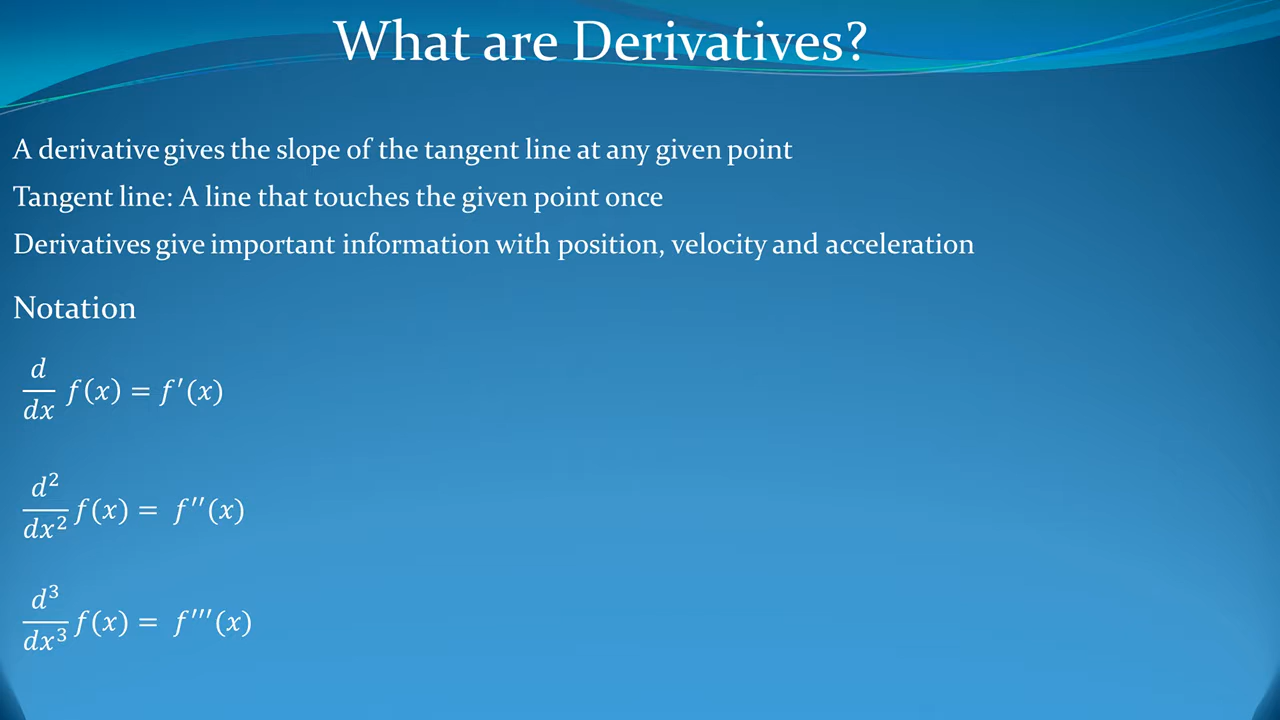 What are Derivatives?
A derivative gives the slope of the tangent line at any given point
Tangent line: A line that touches the given point once
Derivatives give important information with position, velocity and acceleration
Notation
d/dx f(x) = f′(x)
d²/dx² f(x) = f′′(x)
d³/dx³ f(x) = f′′′(x)